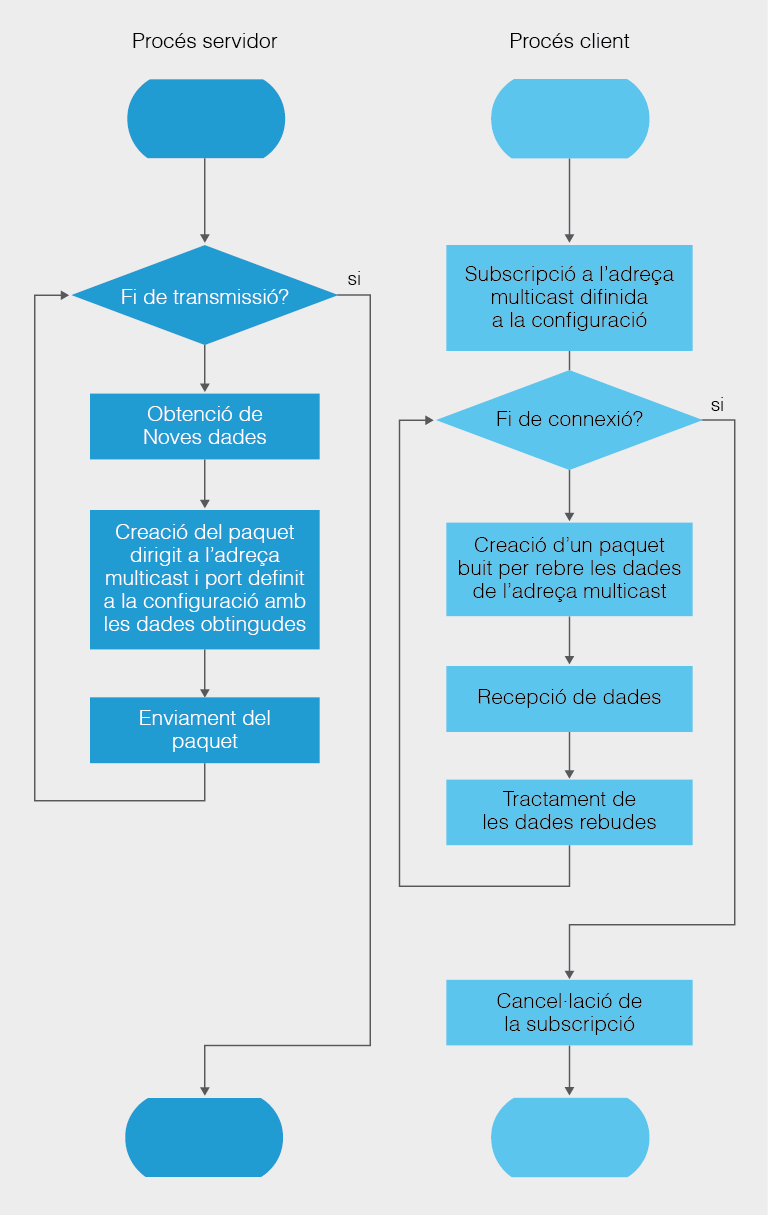 Procés servidor
Fi de transmissió?
si
Obtenció de
Noves dades
Creació del paquet
dirigit a l'adreça
multicast i port definit
a la configuració amb
les dades obtingudes
Enviament del
paquet
Procés client
Subscripció a l'adreça
multicast difinida
a la configuració
Fi de connexió?
si
Creació d'un paquet
buit per rebre les dades
de l'adreça multicast
Recepció de dades
Tractament de
les dades rebudes
Cancel·lació de
la subscripció